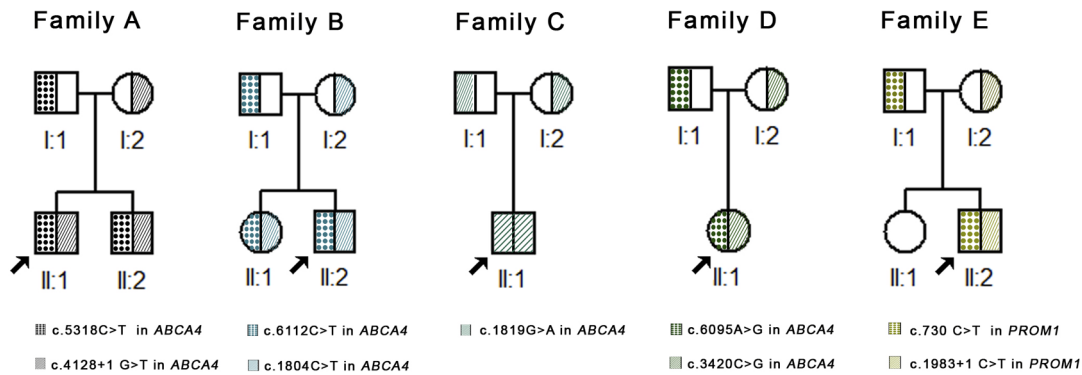 Family A Family B Family C Family D Family E
I:1 I:2 I:1 I:2 I:1 I:2 I:1 I:2 I:1 I:2
II:1 II:2 II:1 II:2 II:1 II:1 II:1 II:2
c.5318C>T in ABCA4 c.6112C>T in ABCA4 c.1819G>A in ABCA4 c.6095A>G in ABCA4 c.730 C>T in PROM1
c.4128+1 G>T in ABCA4 c.1804C>T in ABCA4 c.3420C>G in ABCA4 c.1983+1 C>T in PROM1